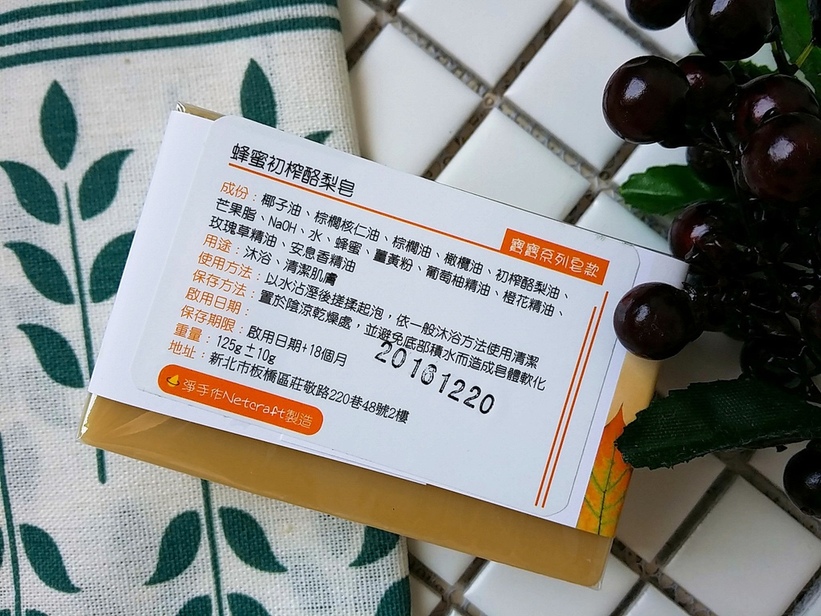 蜂蜜初榨酪梨皂
寶寶系列皂款
成份：椰子油、棕櫚核仁油、棕櫚油、橄欖油、初榨酪梨油、
芒果脂、NaOH、水、蜂蜜、薑黃粉、葡萄柚精油、橙花精油、
玫瑰草精油、安息香精油
用途：沐浴、清潔肌膚
使用方法：以水沾溼後搓揉起泡，依一般沐浴方法使用清潔
保存方法：置於陰涼乾燥處，並避免底部積水而造成皂體軟化
啟用日期：20161220
保存期限：啟用日期+18個月
重量：125g±10g
地址：新北市板橋區莊敬路220巷48號2樓
淨手作Netcraft製造